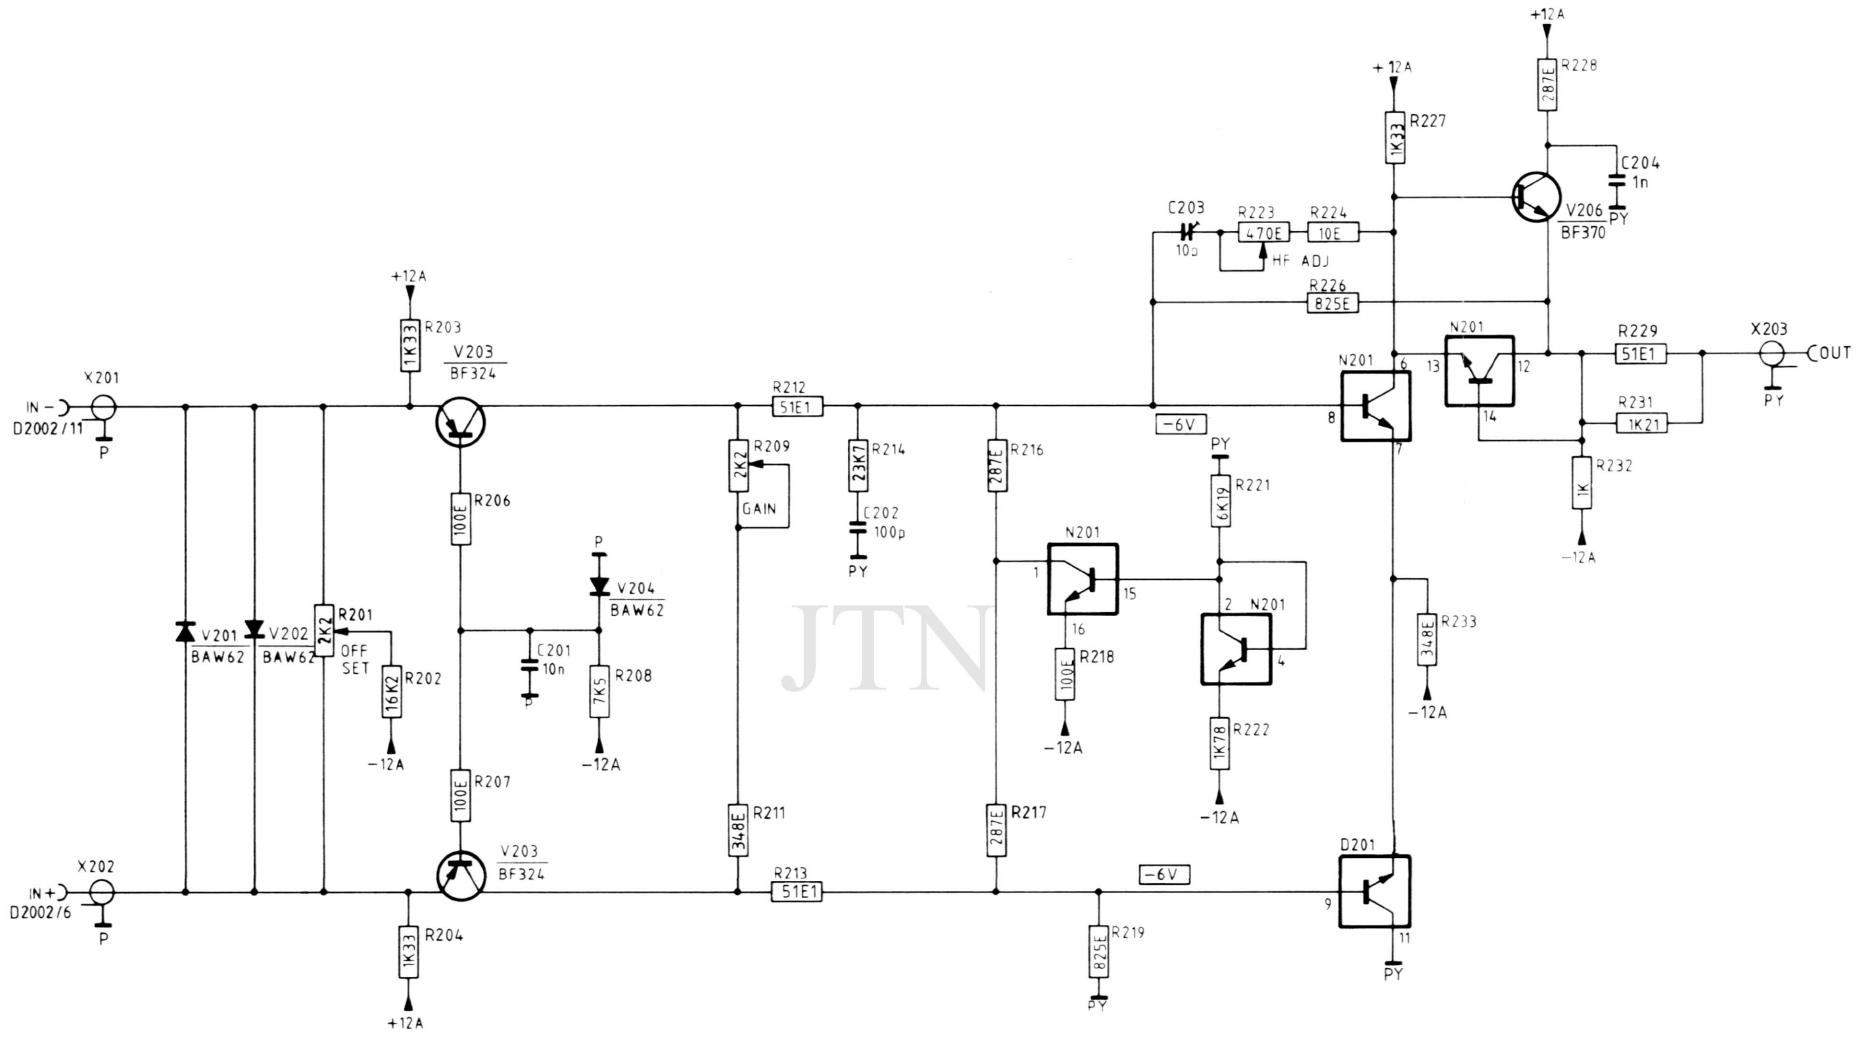 +12A
R228
287E
+12A
R227
1K33
C204
1n
PY
V206
BF370
C203
10p
R223
470E
R224
10E
HF ADJ
R226
825E
+12A
R203
1K33
V203
BF324
N201
13
12
14
R229
51E1
X203
OUT
PY
R231
1K21
R232
1K
-12A
X201
IN -
D2002/11
P
R212
51E1
N201
6
8
7
-6V
R209
2K2
GAIN
R214
23K7
C202
100p
PY
R216
287E
PY
R221
6K19
R206
100E
N201
1
15
16
P
V204
BAW62
2
N201
4
R201
2K2
OFF
SET
V201
BAW62
V202
BAW62
C201
10n
P
R202
16K2
-12A
R208
7K5
-12A
JTN
R218
100E
-12A
R222
1K78
-12A
R233
348E
-12A
R207
100E
R211
348E
R217
287E
V203
BF324
X202
IN+
D2002/6
P
R213
51E1
-6V
D201
9
11
PY
R204
1K33
+12A
R219
825E
PY